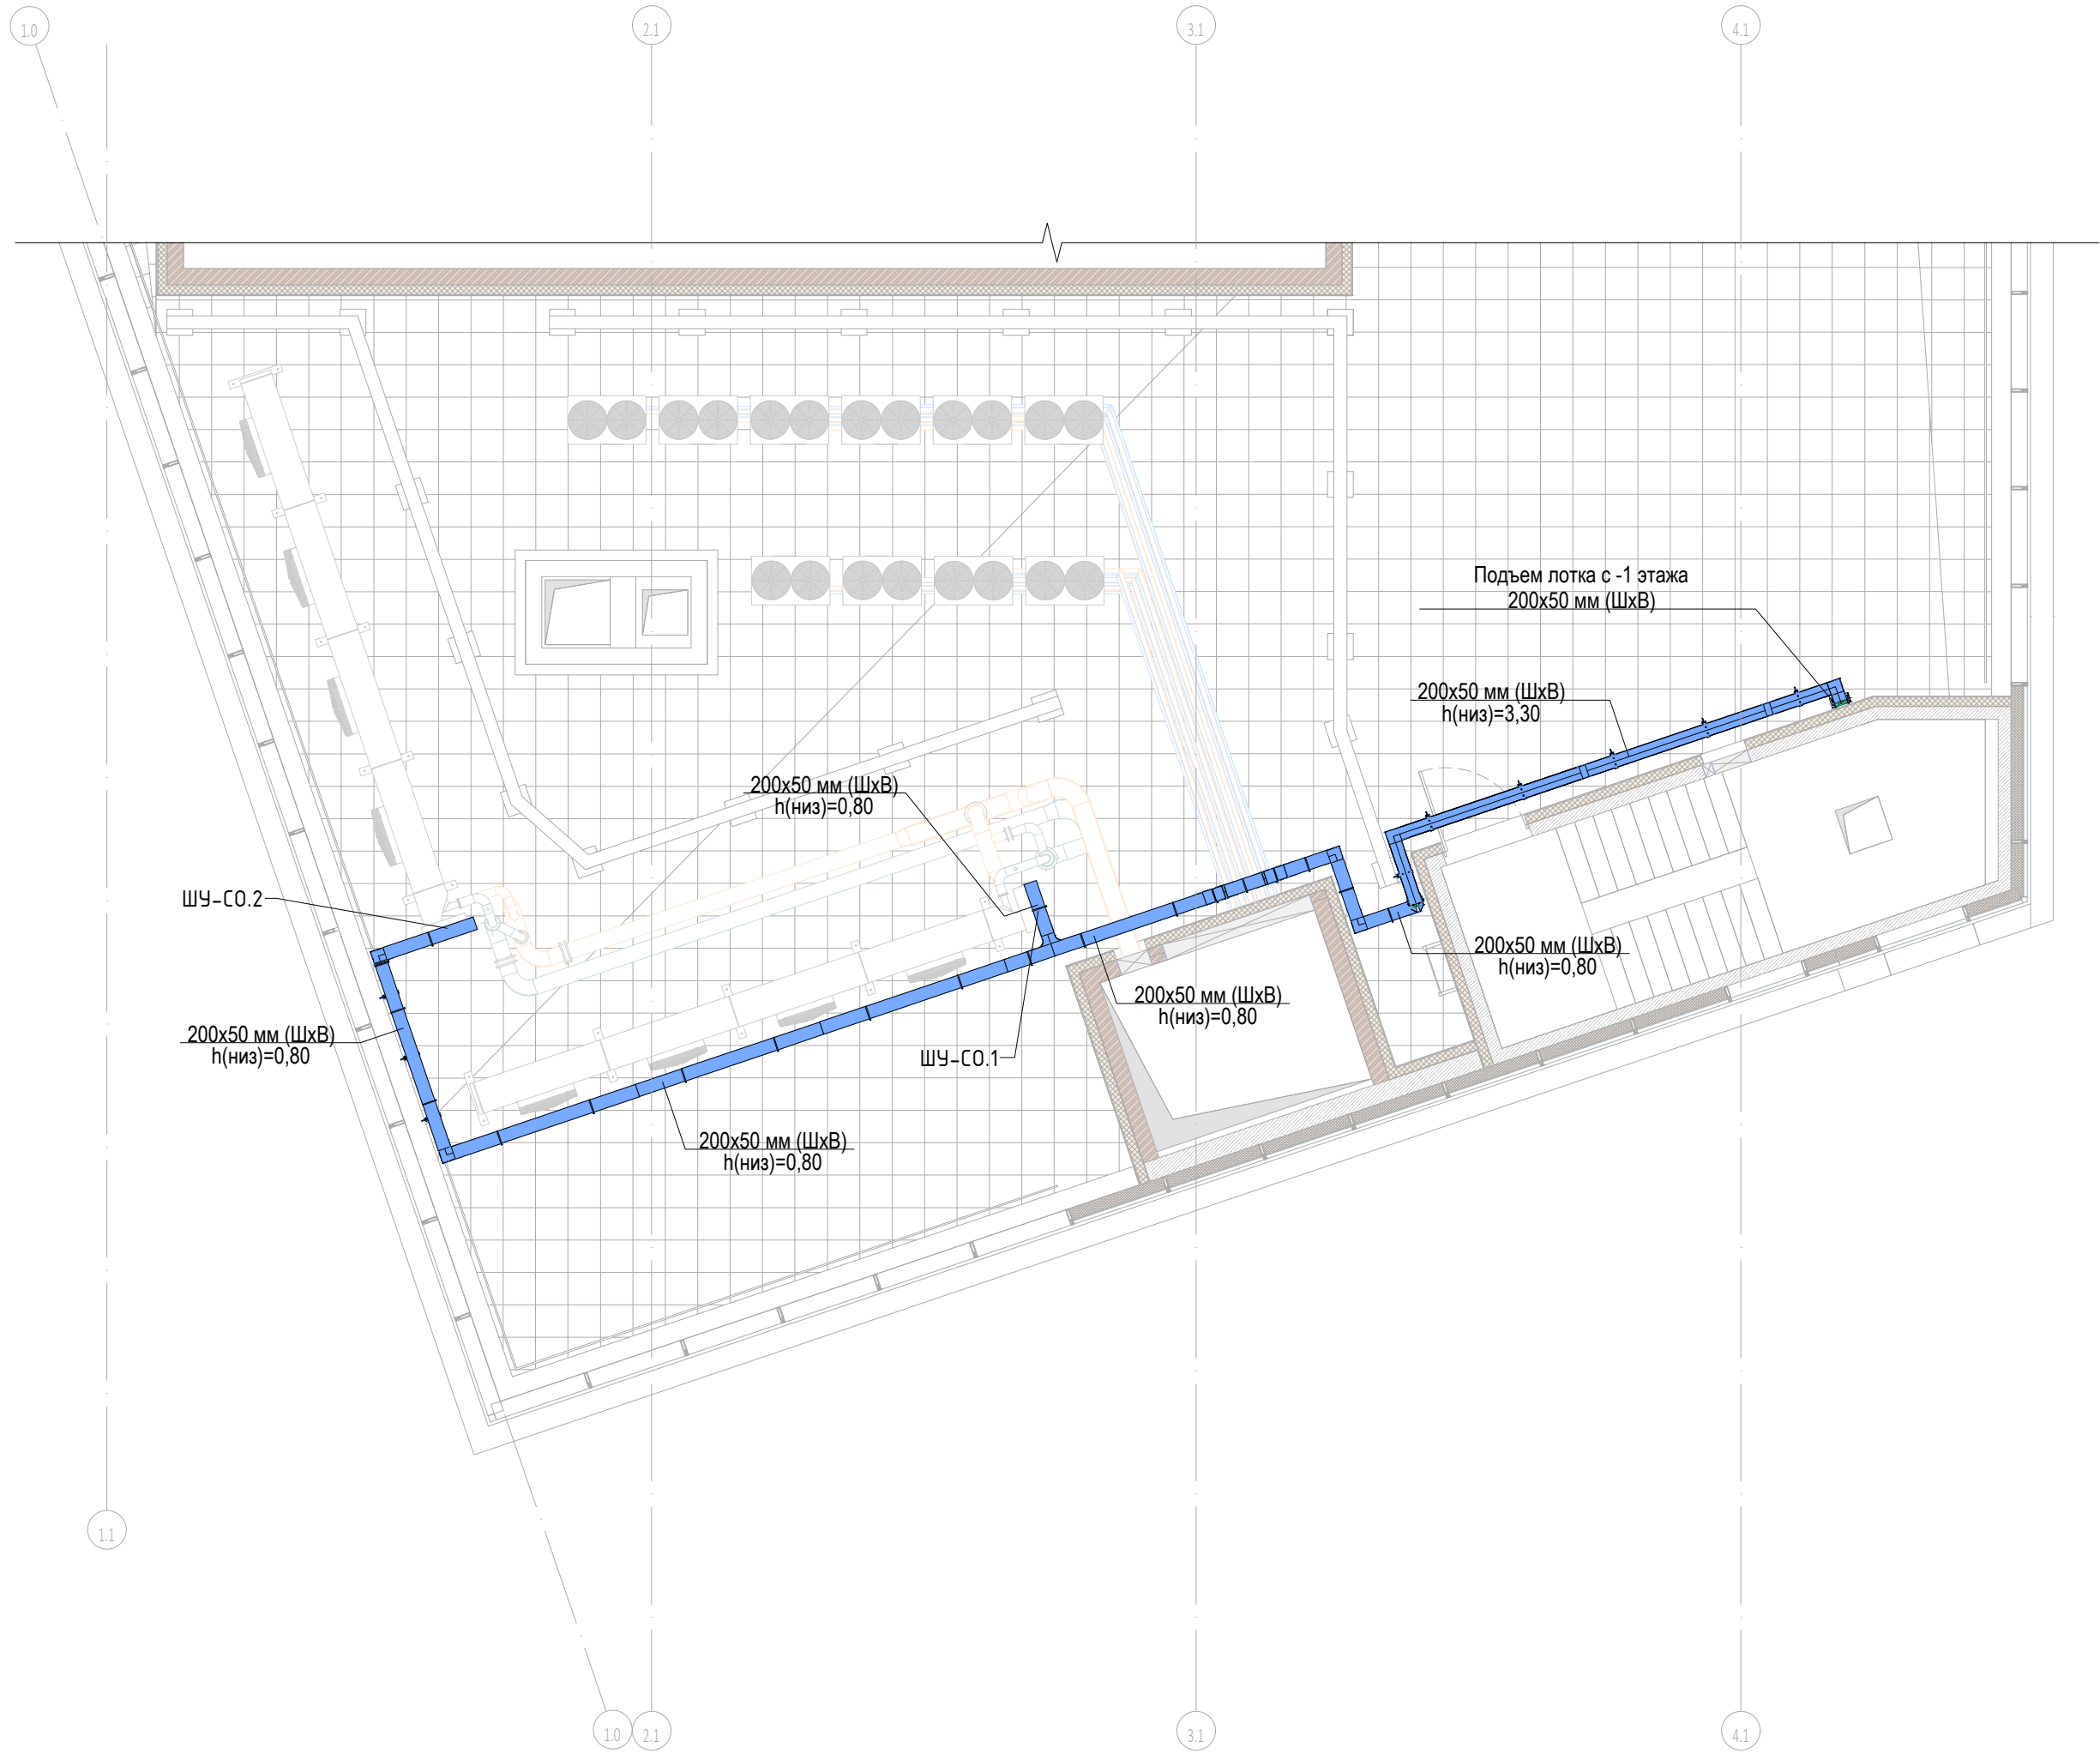 1.0
2.1
3.1
4.1
Подъем лотка с -1 этажа
200х50 мм (ШхВ)
200х50 мм (ШхВ)
h(низ)=3,30
200х50 мм (ШхВ)
h(низ)=0,80
ШУ-СО.2
200х50 мм (ШхВ)
h(низ)=0,80
200х50 мм (ШхВ)
h(низ)=0,80
200х50 мм (ШхВ)
h(низ)=0,80
ШУ-СО.1
200х50 мм (ШхВ)
h(низ)=0,80
1.1
1.0
2.1
3.1
4.1